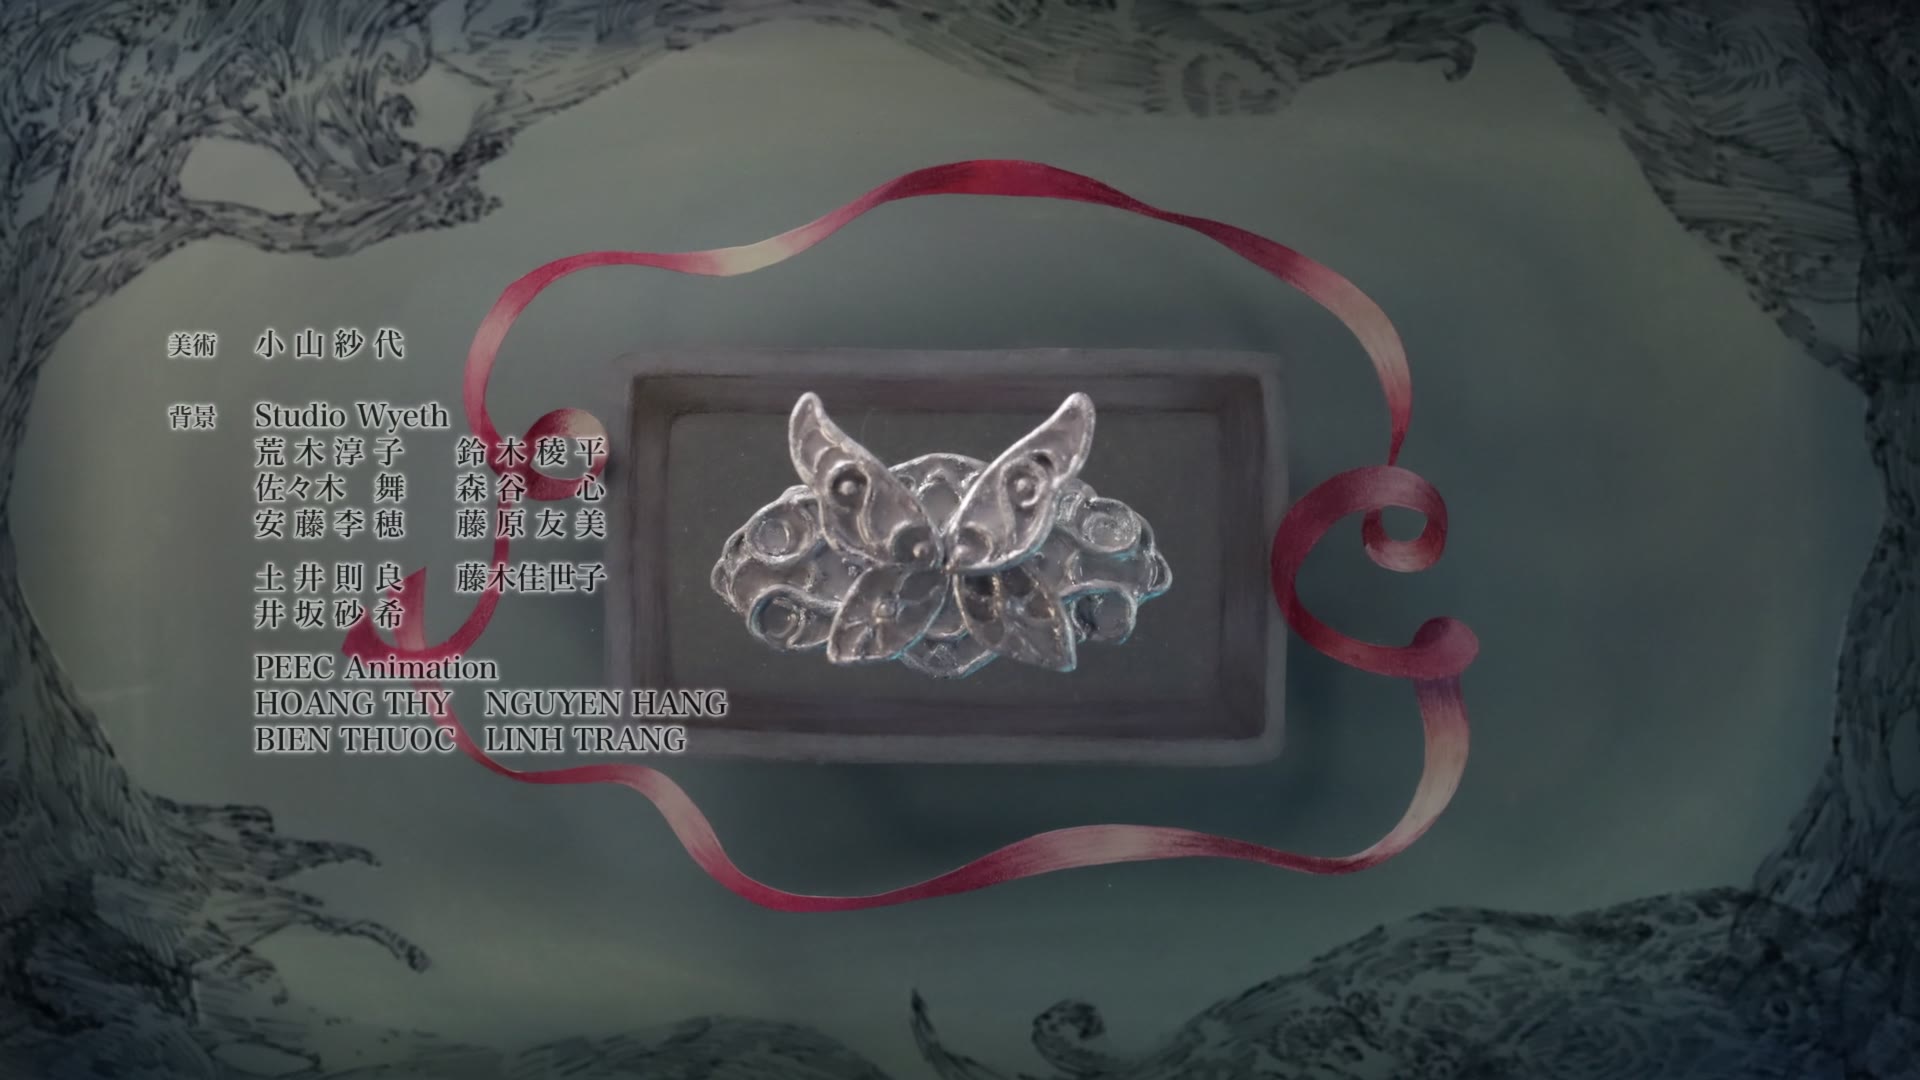 美術 小山紗代
背景 Studio Wyeth
荒木淳子 鈴木稜平
佐々木 舞 森谷 心
安藤李穂 藤原友美
土井則良 藤木佳世子
井坂砂希
PEEC Animation
HOANG THY NGUYEN HANG
BIEN THUOC LINH TRANG